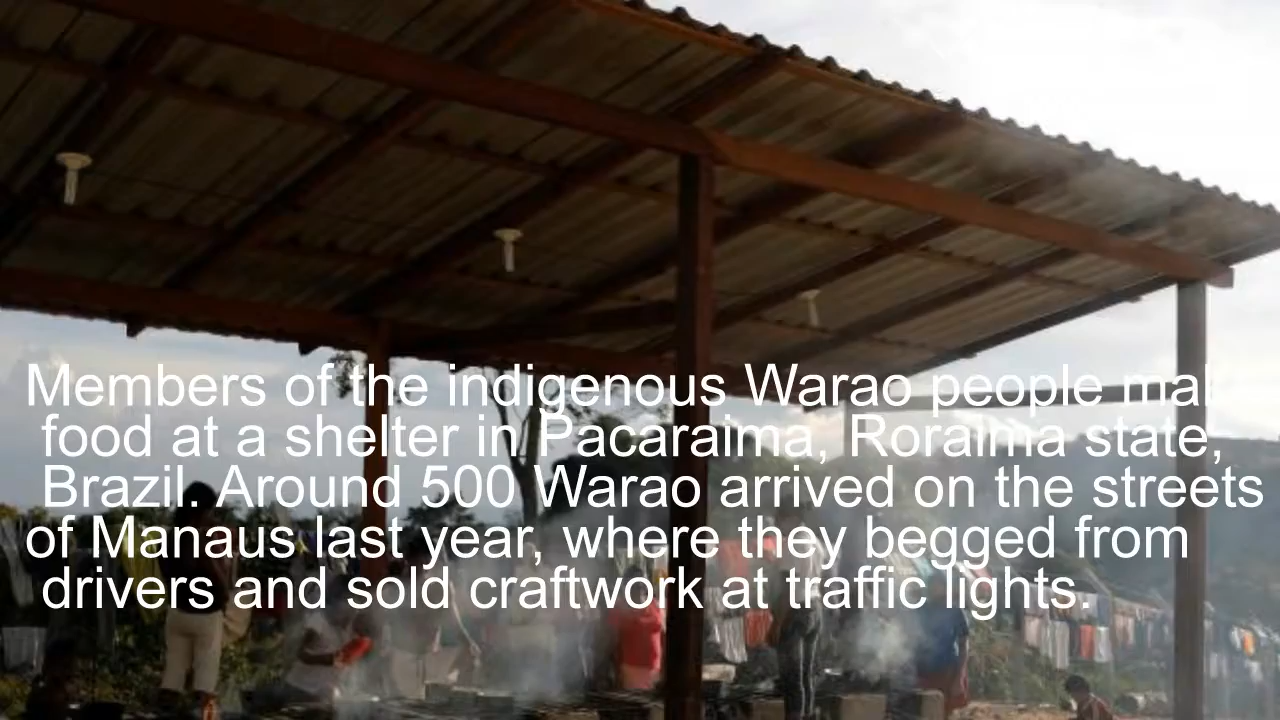 Members of the indigenous Warao people mak
food at a shelter in Pacaraima, Roraima state,
Brazil. Around 500 Warao arrived on the streets
of Manaus last year, where they begged from
drivers and sold craftwork at traffic lights.